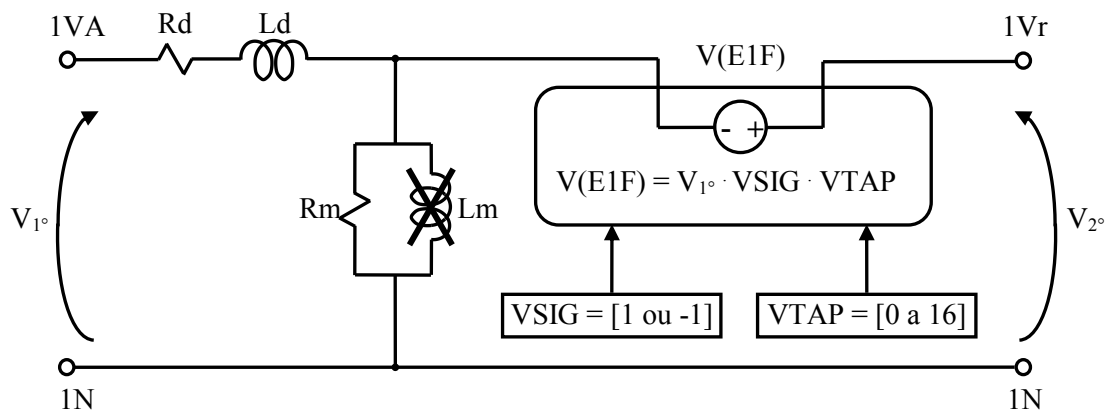 1VA
Rd
Ld
V(E1F)
1Vr
- +
V(E1F) = V1° · VSIG · VTAP
Rm
Lm
V1°
V2°
VSIG = [1 ou -1]
VTAP = [0 a 16]
1N
1N